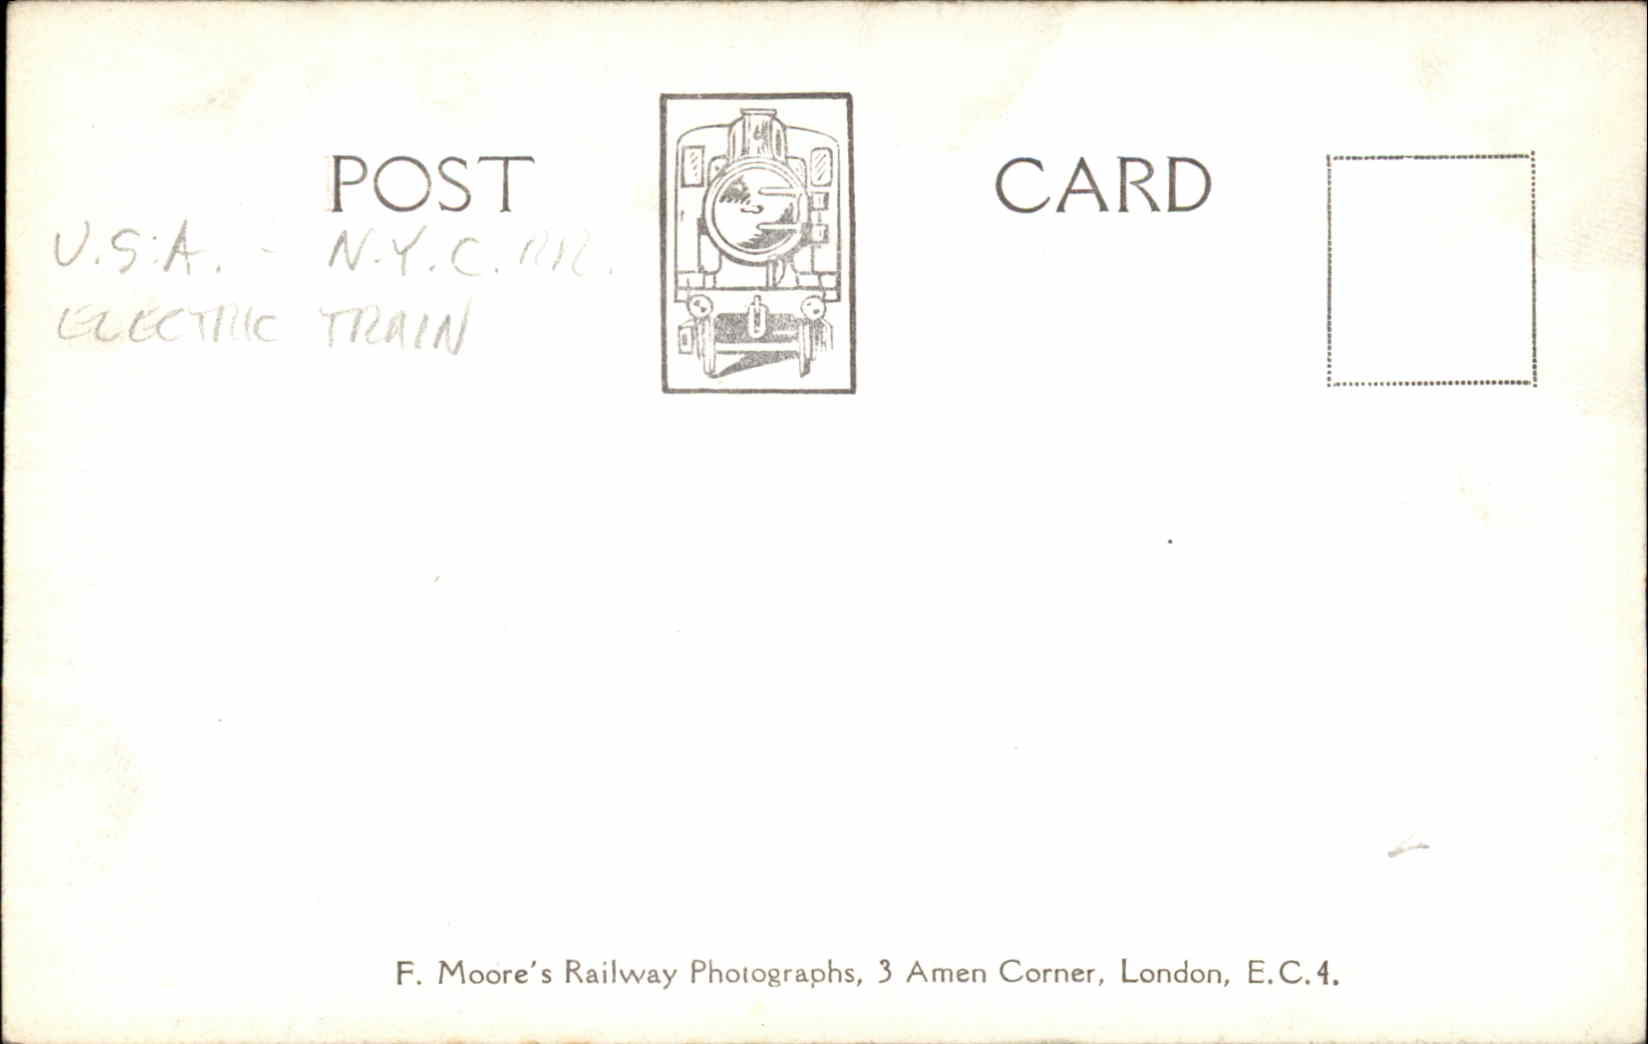 POST CARD
U.S.A. - N.Y.C. RR.
ELECTRIC TRAIN
F. Moore's Railway Photographs, 3 Amen Corner, London, E.C.4.